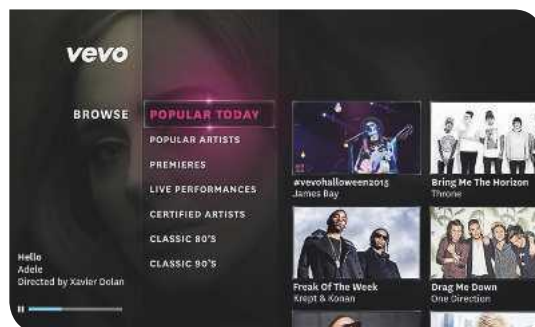 vevo
BROWSE
POPULAR TODAY
POPULAR ARTISTS
PREMIERES
LIVE PERFORMANCES
CERTIFIED ARTISTS
CLASSIC 80'S
CLASSIC 90'S
Hello
Adele
Directed by Xavier Dolan
#vevohalloween2015
James Bay
Bring Me The Horizon
Throne
Freak Of The Week
Krept & Konan
Drag Me Down
One Direction